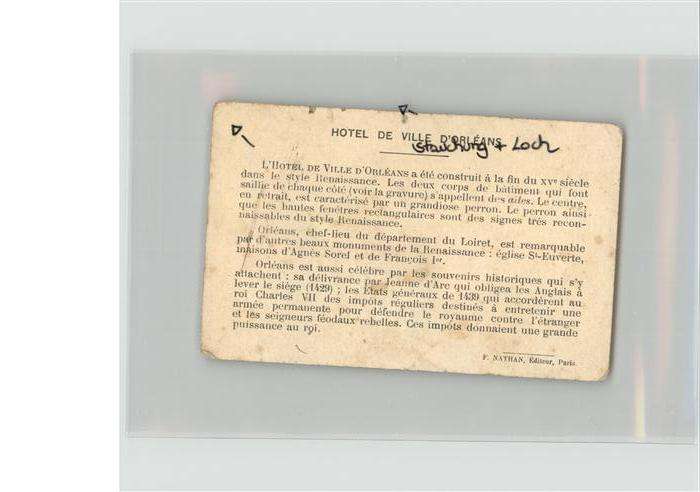 HOTEL DE VILLE D'ORLÉANS
Stauchung + Loch
L'HOTEL DE VILLE D'ORLÉANS a été construit à la fin du XVe siècle
dans le style Renaissance. Les deux corps de bâtiment qui font
saillie de chaque côté (voir la gravure) s'appellent des ailes. Le centre,
en retrait, est caractérisé par un grandiose perron. Le perron ainsi
que les hautes fenêtres rectangulaires sont des signes très recon-
naissables du style Renaissance.
Orléans, chef-lieu du département du Loiret, est remarquable
par d'autres beaux monuments de la Renaissance : église St-Euverte,
maisons d'Agnès Sorel et de François Ier.
Orléans est aussi célèbre par les souvenirs historiques qui s'y
attachent : sa délivrance par Jeanne d'Arc qui obligea les Anglais à
lever le siège (1429) ; les États généraux de 1439 qui accordèrent au
roi Charles VII des impôts réguliers destinés à entretenir une
armée permanente pour défendre le royaume contre l'étranger
et les seigneurs féodaux rebelles. Ces impôts donnaient une grande
puissance au roi.
F. NATHAN, Éditeur, Paris.